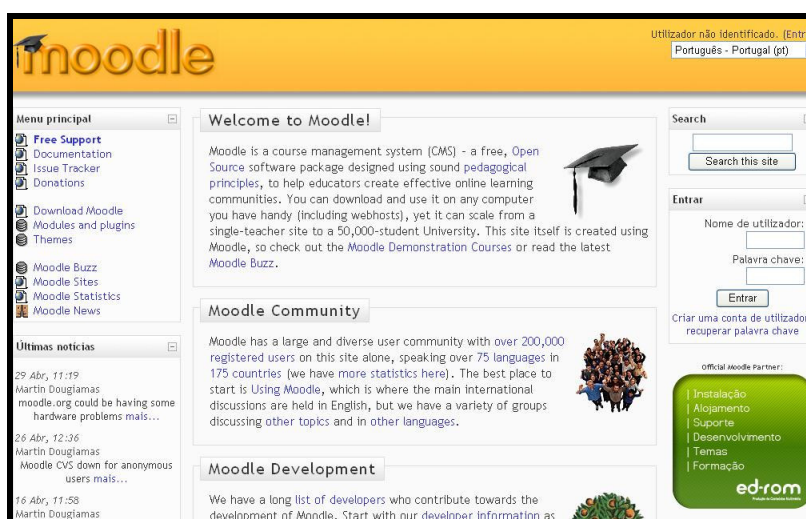 moodle
Utilizador não identificado. (Entr
Português - Portugal (pt)
Menu principal
Free Support
Documentation
Issue Tracker
Donations
Download Moodle
Modules and plugins
Themes
Moodle Buzz
Moodle Sites
Moodle Statistics
Moodle News
Últimas notícias
29 Abr, 11:19
Martin Dougiamas
moodle.org could be having some
hardware problems mais...
26 Abr, 12:36
Martin Dougiamas
Moodle CVS down for anonymous
users mais...
16 Abr, 11:58
Martin Dougiamas
Welcome to Moodle!
Moodle is a course management system (CMS) - a free, Open
Source software package designed using sound pedagogical
principles, to help educators create effective online learning
communities. You can download and use it on any computer
you have handy (including webhosts), yet it can scale from a
single-teacher site to a 50,000-student University. This site itself is created using
Moodle, so check out the Moodle Demonstration Courses or read the latest
Moodle Buzz.
Moodle Community
Moodle has a large and diverse user community with over 200,000
registered users on this site alone, speaking over 75 languages in
175 countries (we have more statistics here). The best place to
start is Using Moodle, which is where the main international
discussions are held in English, but we have a variety of groups
discussing other topics and in other languages.
Moodle Development
We have a long list of developers who contribute towards the
development of Moodle. Start with our developer information as
Search
Search this site
Entrar
Nome de utilizador:
Palavra chave:
Entrar
Criar uma conta de utilizador
recuperar palavra chave
Official Moodle Partner:
| Instalação
| Alojamento
| Suporte
| Desenvolvimento
| Temas
| Formação
ed-rom